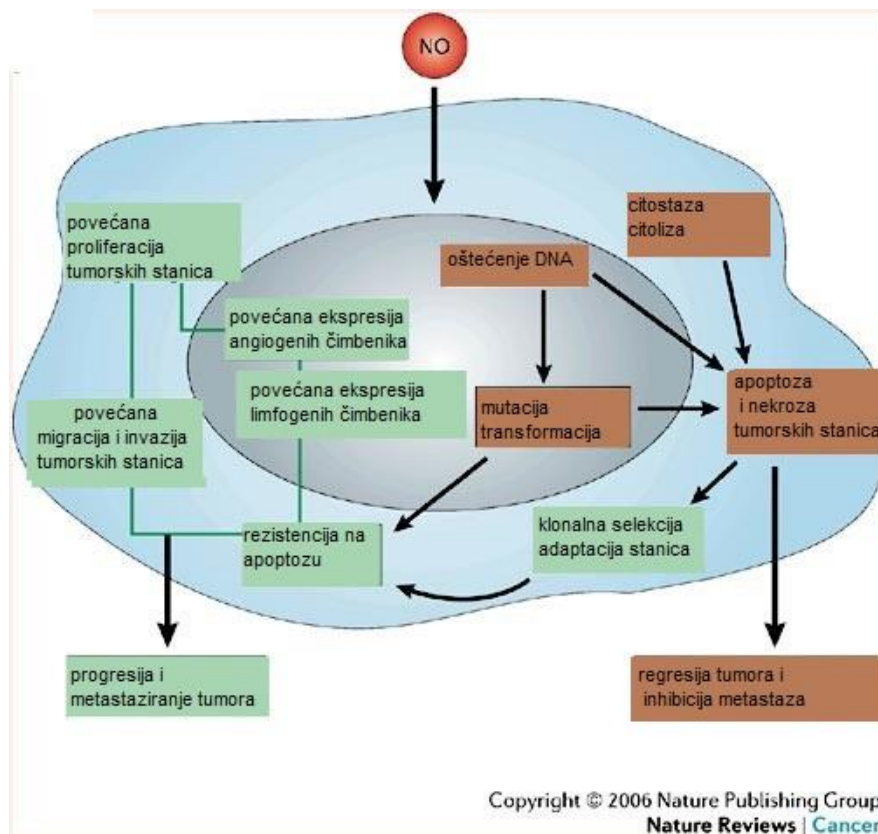 NO
povećana
proliferacija
tumorskih stanica
citostaza
citoliza
oštećenje DNA
povećana ekspresija
angiogenih čimbenika
povećana ekspresija
limfogenih čimbenika
povećana
migracija i invazija
tumorskih stanica
mutacija
transformacija
apoptoza
i nekroza
tumorskih stanica
rezistencija na
apoptozu
klonalna selekcija
adaptacija stanica
progresija i
metastaziranje tumora
regresija tumora i
inhibicija metastaza
Copyright © 2006 Nature Publishing Group
Nature Reviews | Cancer